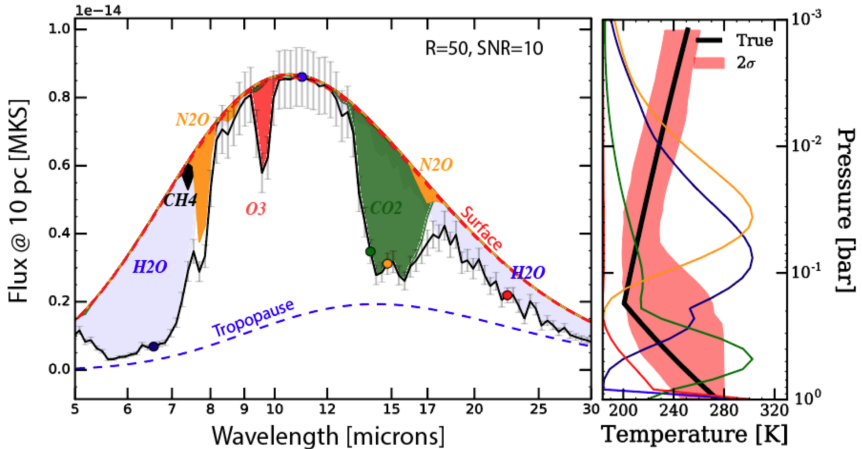 1e−14
R=50, SNR=10
Flux @ 10 pc [MKS]
1.0
0.8
0.6
0.4
0.2
0.0
N2O
CH4
H2O
O3
CO2
N2O
Surface
H2O
Tropopause
5 6 7 8 9 10 12 15 17 20 25 30
Wavelength [microns]
True
2σ
10⁻³
10⁻²
10⁻¹
10⁰
Pressure [bar]
200 240 280 320
Temperature [K]